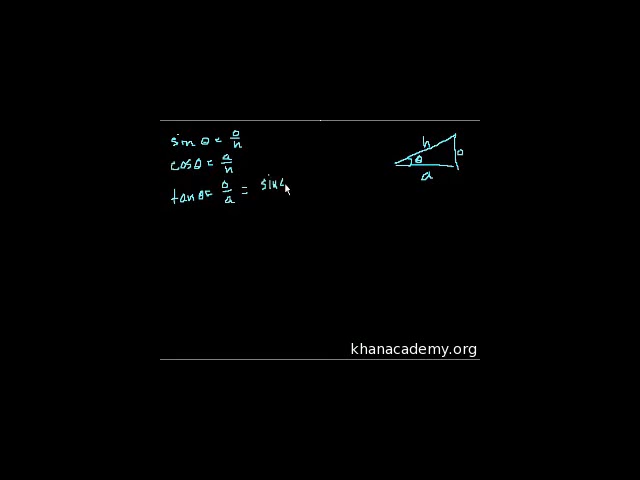 sin θ = o/h
cos θ = a/h
tan θ = o/a = sin
h
θ
o
a
khanacademy.org